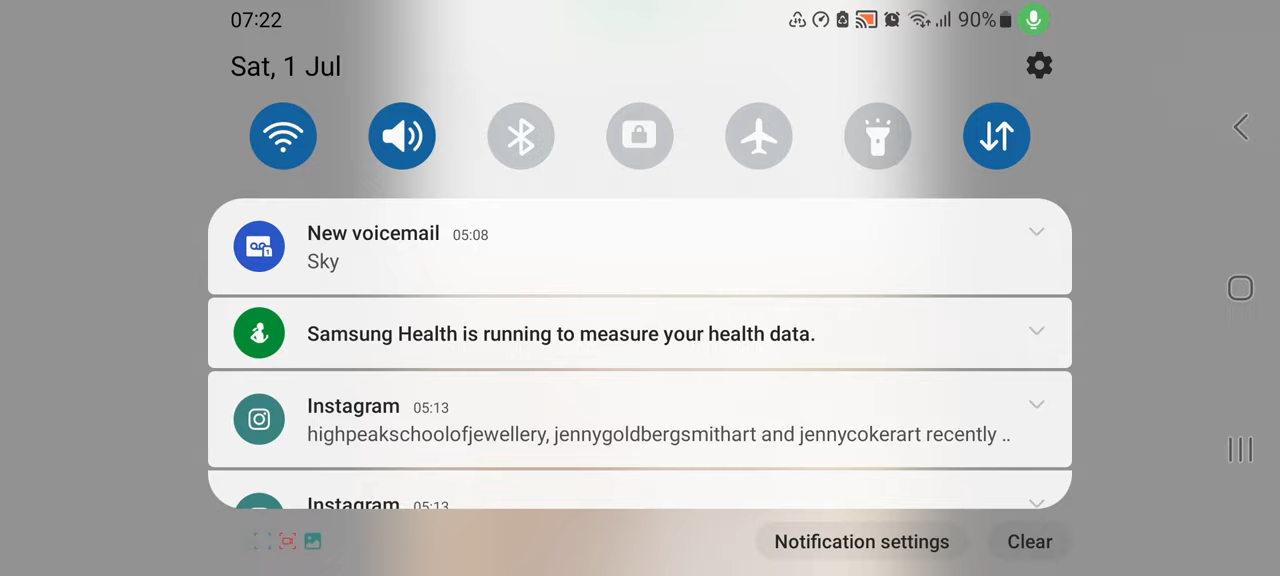 07:22
90%
Sat, 1 Jul
New voicemail 05:08
Sky
Samsung Health is running to measure your health data.
Instagram 05:13
highpeakschoolofjewellery, jennygoldbergsmithart and jennycokerart recently ..
Instagram 05:13
Notification settings
Clear